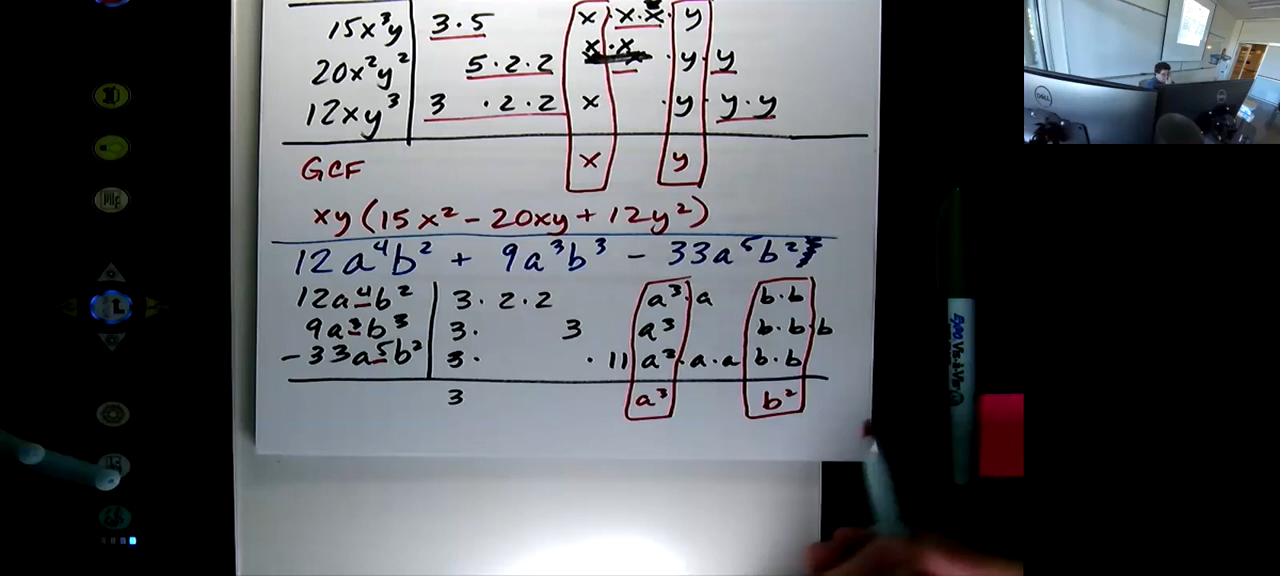 15x³y | 3·5 x·x·x·y
20x²y² | 5·2·2 x·x ·y·y
12xy³ | 3 ·2·2 x ·y·y·y
GCF x y
xy(15x² - 20xy + 12y²)
12a⁴b² + 9a³b³ - 33a⁵b²
12a⁴b² | 3·2·2 a³·a b·b
9a³b³ | 3· 3 a³ b·b·b
-33a⁵b² | 3· ·11 a³·a·a b·b
3 a³ b²
DELL